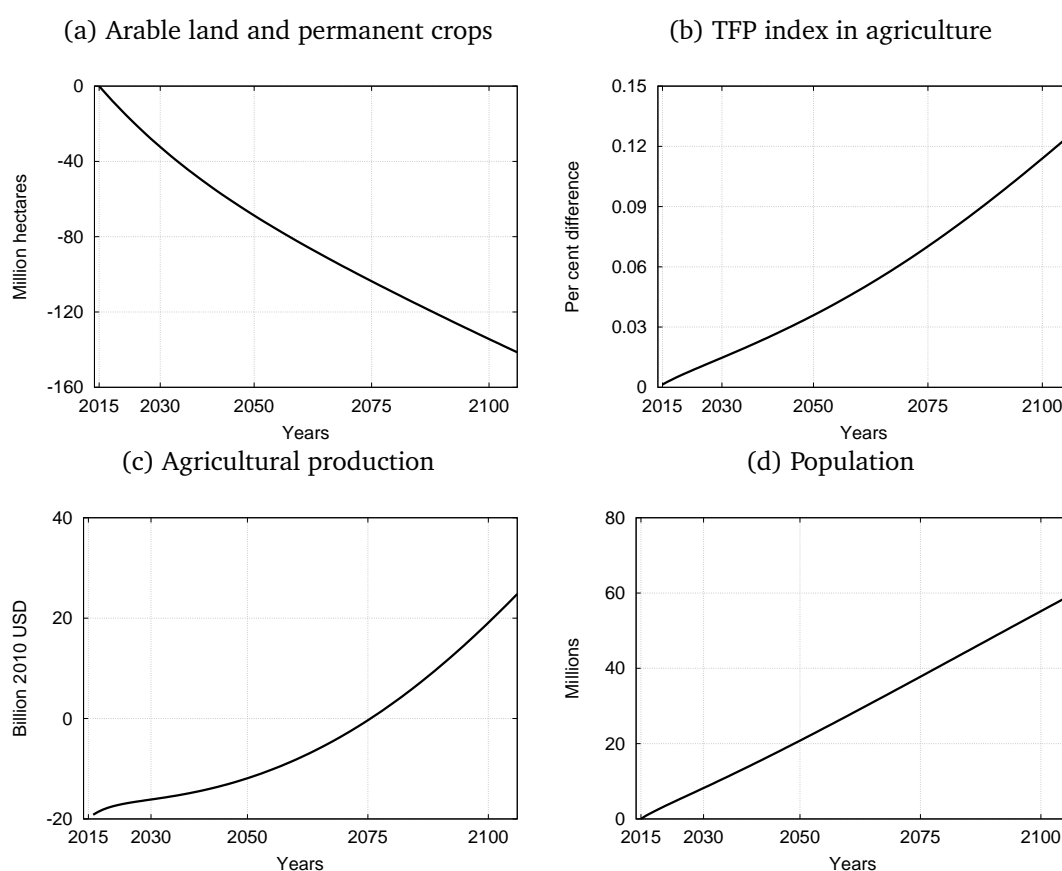 (a) Arable land and permanent crops
(b) TFP index in agriculture
0
-40
-80
-120
-160
Million hectares
2015 2030 2050 2075 2100
Years
0.15
0.12
0.09
0.06
0.03
0
Per cent difference
2015 2030 2050 2075 2100
Years
(c) Agricultural production
(d) Population
40
20
0
-20
Billion 2010 USD
2015 2030 2050 2075 2100
Years
80
60
40
20
0
Millions
2015 2030 2050 2075 2100
Years